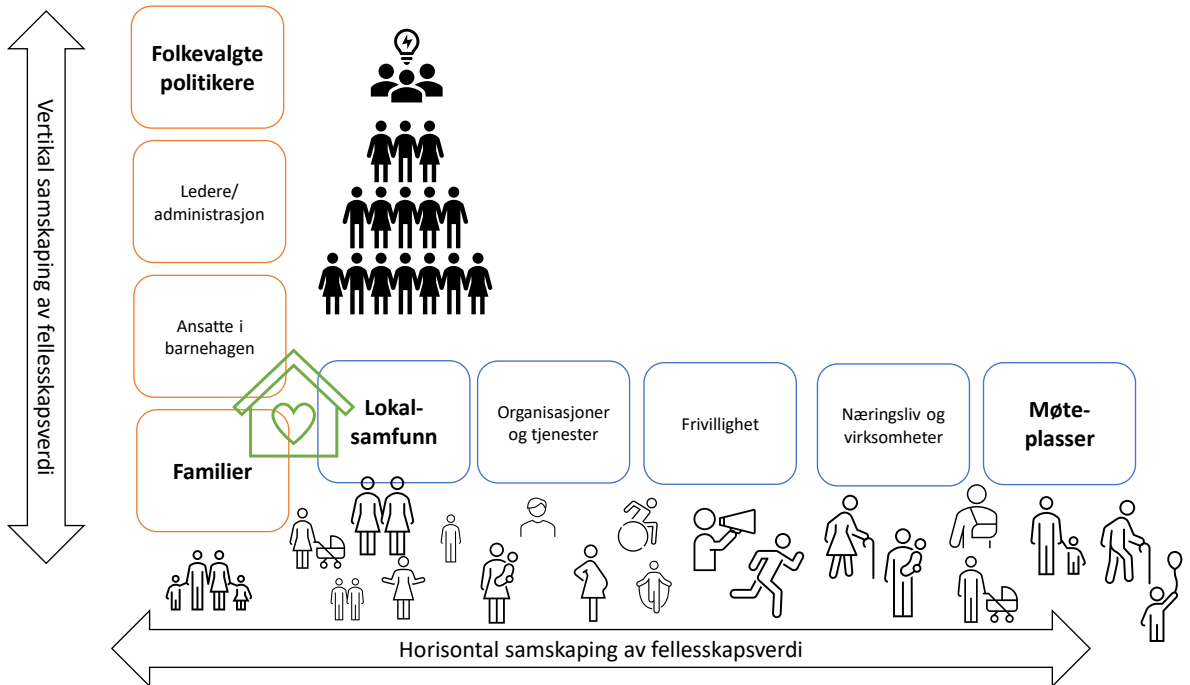 Vertikal samskaping av fellesskapsverdi
Folkevalgte
politikere
Ledere/
administrasjon
Ansatte i
barnehagen
Familier
Lokal-
samfunn
Organisasjoner
og tjenester
Frivillighet
Næringsliv og
virksomheter
Møte-
plasser
Horisontal samskaping av fellesskapsverdi